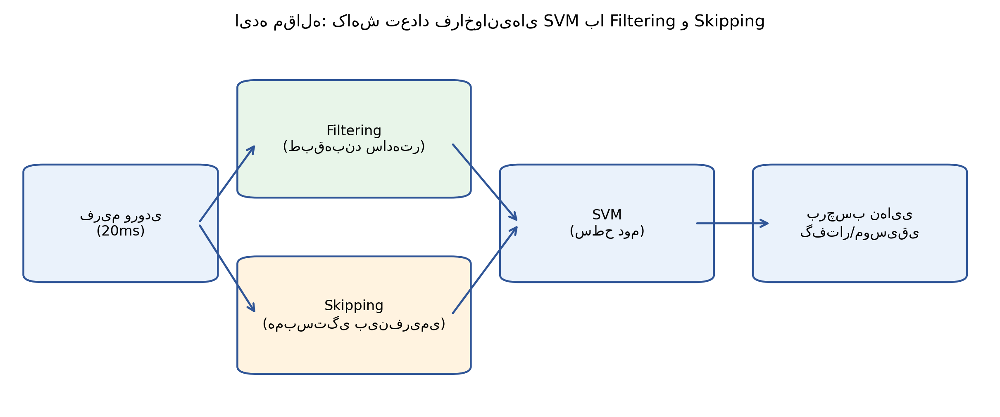 ایده مقاله: کاهش تعداد فراخوانی‌های SVM با Filtering و Skipping
Filtering
(طبقه‌بند ساده‌تر)
فریم ورودی
(20ms)
SVM
(سطح دوم)
برچسب نهایی
گفتار/موسیقی
Skipping
(همبستگی بین‌فریمی)